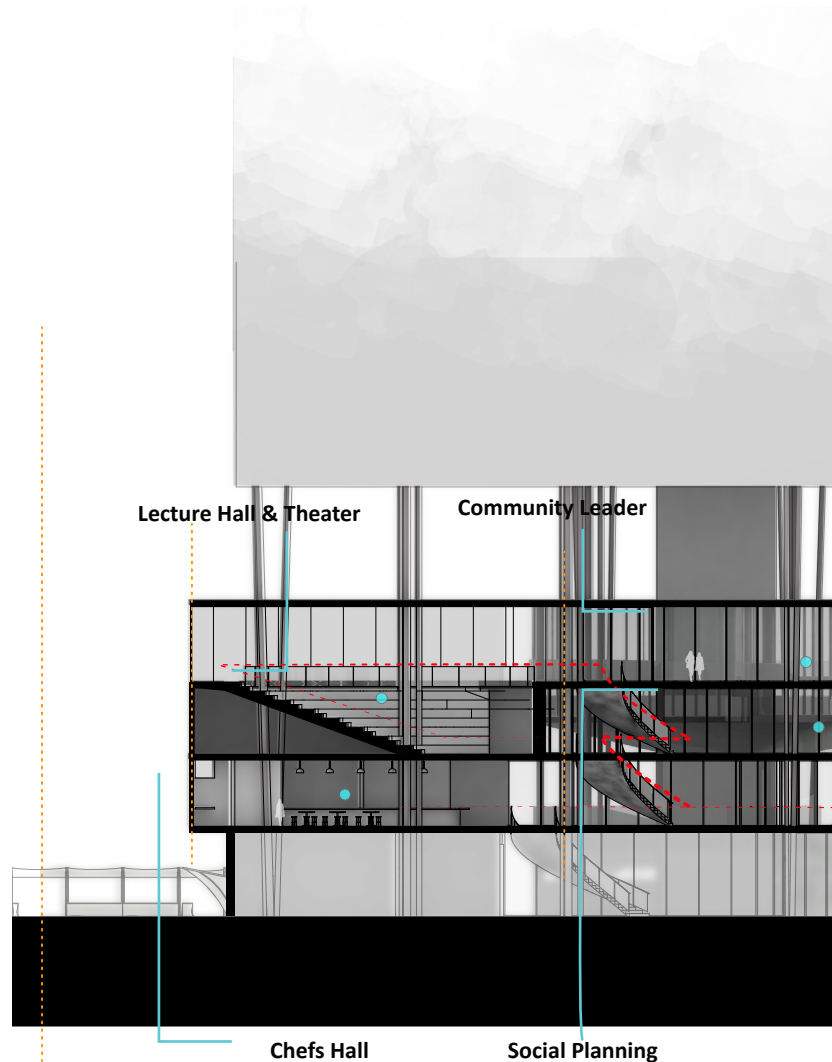 Lecture Hall & Theater
Community Leader
Chefs Hall
Social Planning